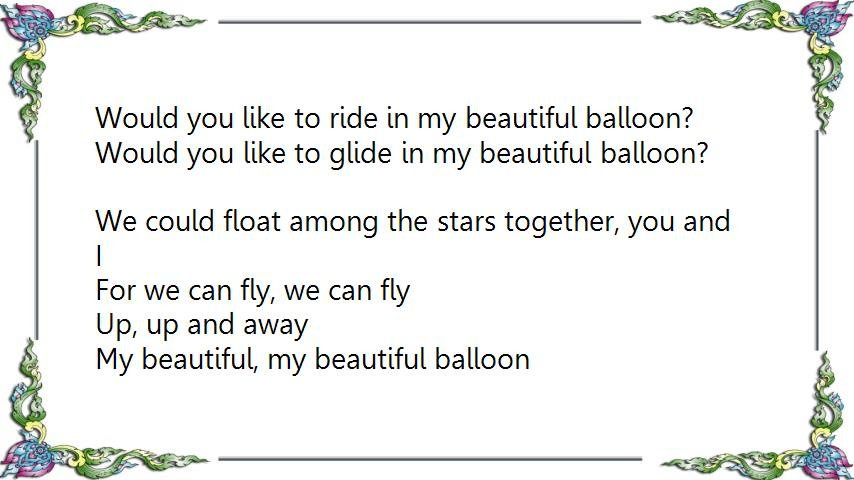 Would you like to ride in my beautiful balloon?
Would you like to glide in my beautiful balloon?
We could float among the stars together, you and
I
For we can fly, we can fly
Up, up and away
My beautiful, my beautiful balloon